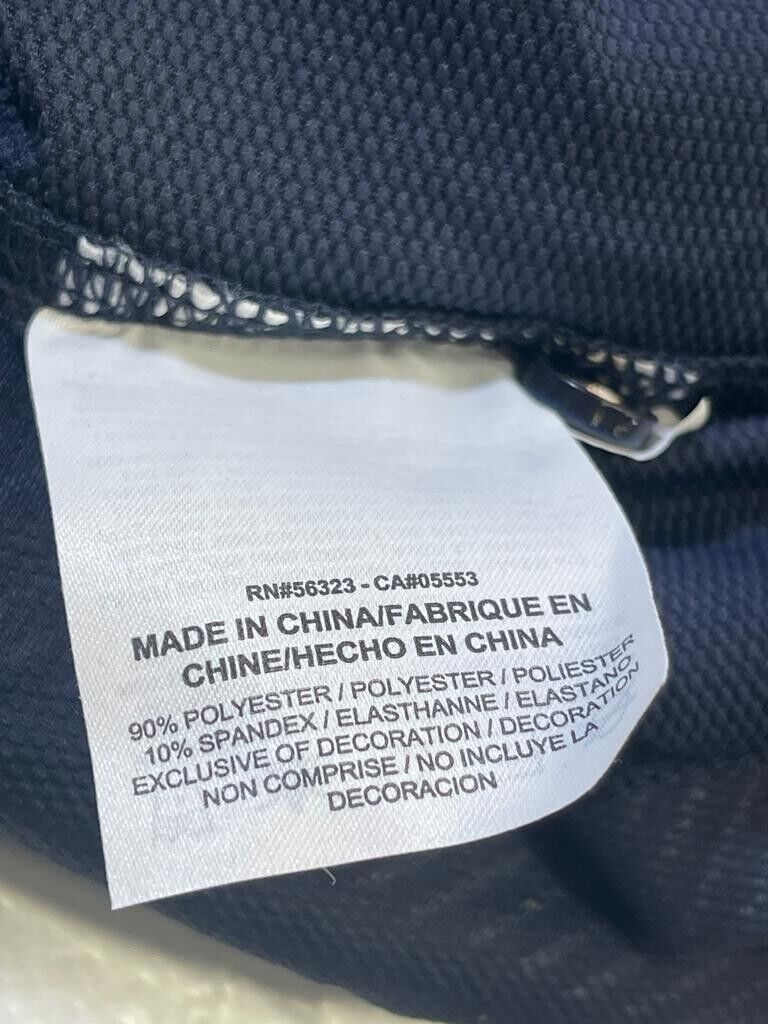 RN#56323 - CA#05553
MADE IN CHINA/FABRIQUE EN
CHINE/HECHO EN CHINA
90% POLYESTER / POLYESTER / POLIESTER
10% SPANDEX / ELASTHANNE / ELASTANO
EXCLUSIVE OF DECORATION / DECORATION
NON COMPRISE / NO INCLUYE LA
DECORACION